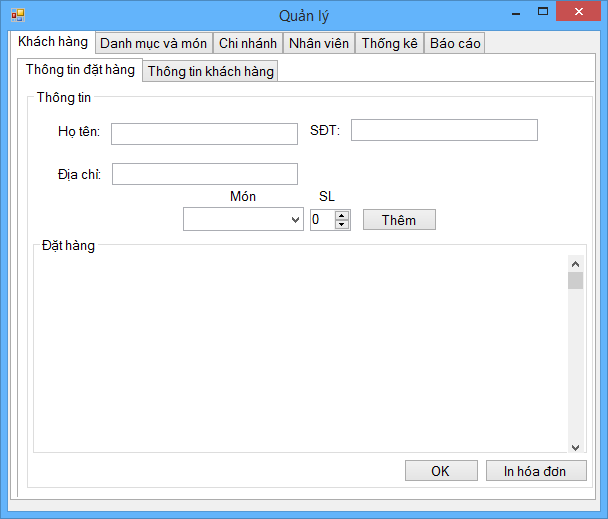 Quản lý
Khách hàng Danh mục và món Chi nhánh Nhân viên Thống kê Báo cáo
Thông tin đặt hàng Thông tin khách hàng
Thông tin
Họ tên: SĐT:
Địa chỉ:
Món SL
0 Thêm
Đặt hàng
OK In hóa đơn